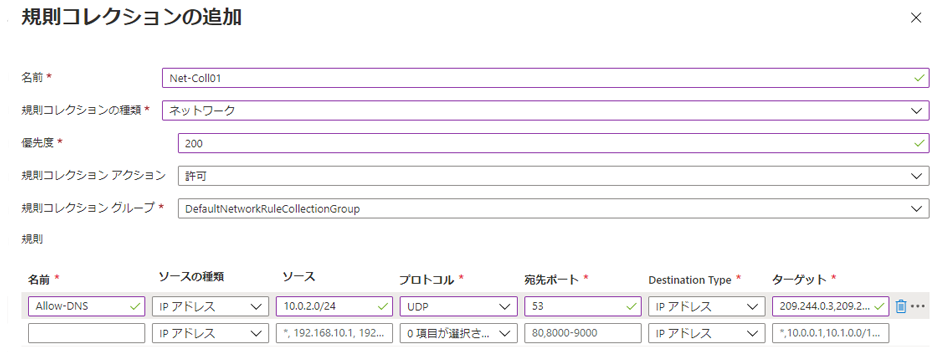 規則コレクションの追加
名前 * Net-Coll01
規則コレクションの種類 * ネットワーク
優先度 * 200
規則コレクション アクション 許可
規則コレクション グループ * DefaultNetworkRuleCollectionGroup
規則
名前 * ソースの種類 ソース プロトコル * 宛先ポート * Destination Type * ターゲット *
Allow-DNS IP アドレス 10.0.2.0/24 UDP 53 IP アドレス 209.244.0.3,209.2...
IP アドレス *, 192.168.10.1, 192... 0 項目が選択さ... 80,8000-9000 IP アドレス *,10.0.0.1,10.1.0.0/1...